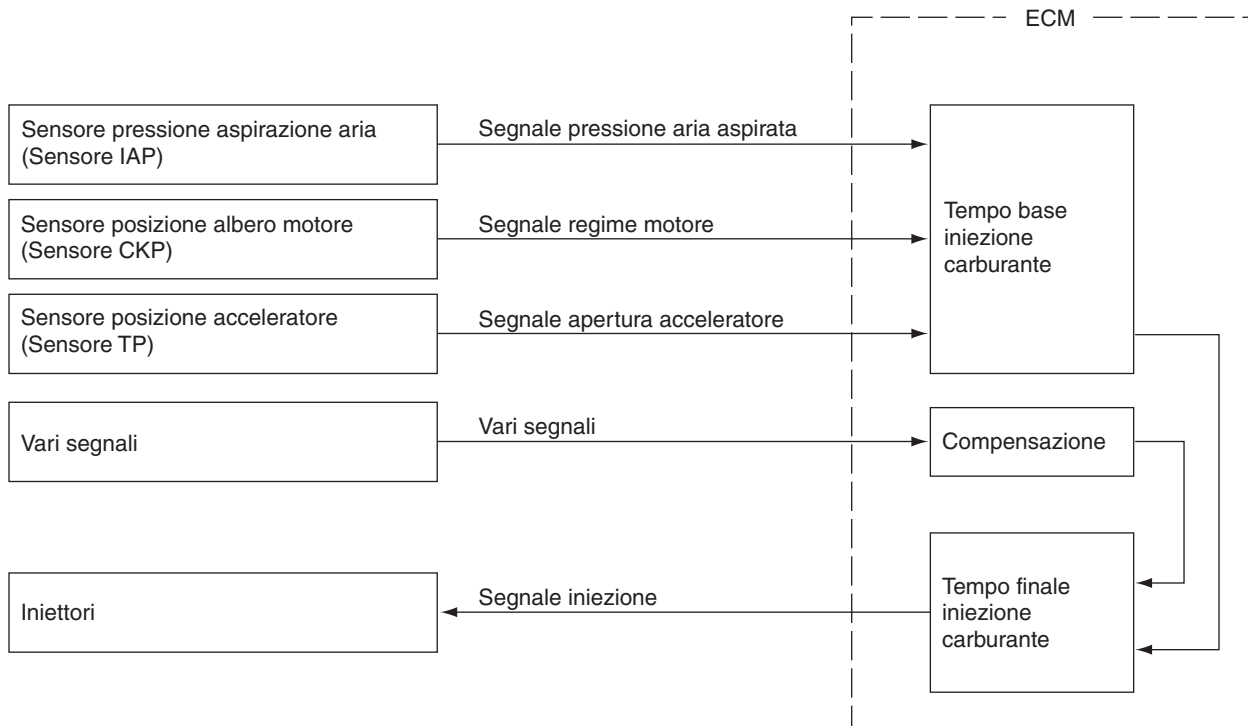 ECM
Sensore pressione aspirazione aria
(Sensore IAP)
Segnale pressione aria aspirata
Sensore posizione albero motore
(Sensore CKP)
Segnale regime motore
Tempo base
iniezione
carburante
Sensore posizione acceleratore
(Sensore TP)
Segnale apertura acceleratore
Vari segnali
Vari segnali
Compensazione
Iniettori
Segnale iniezione
Tempo finale
iniezione
carburante